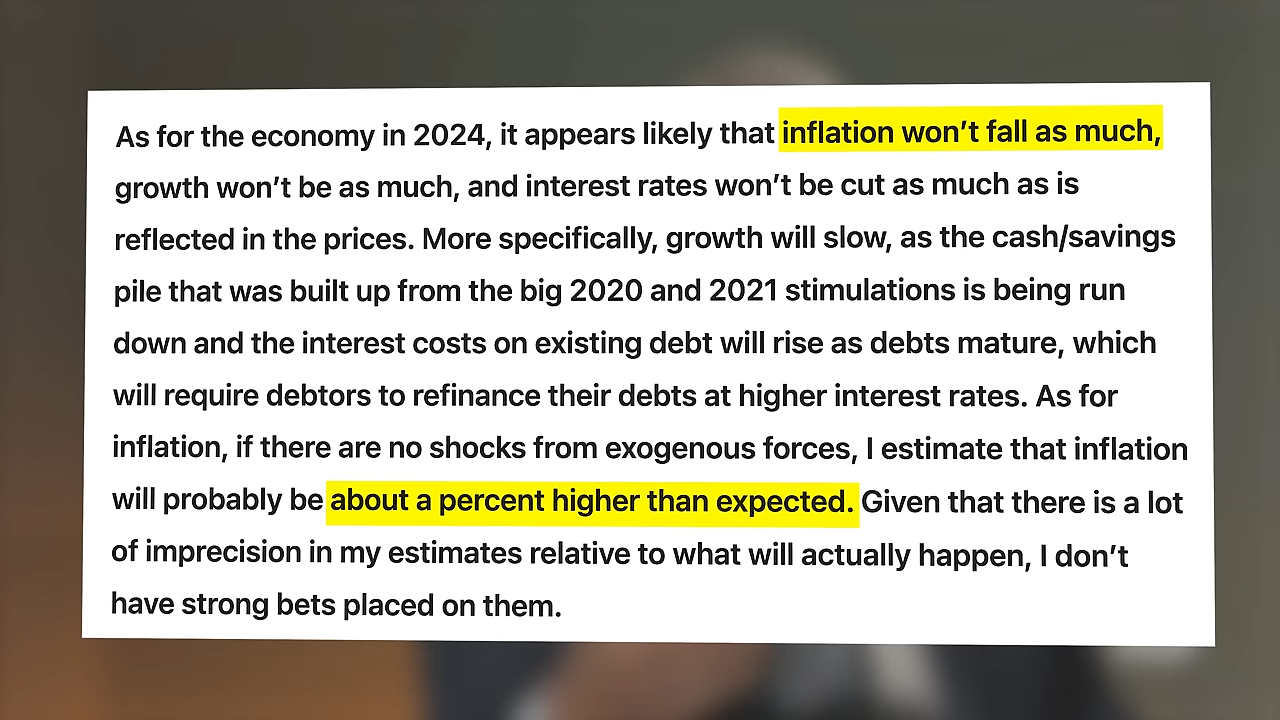 As for the economy in 2024, it appears likely that inflation won’t fall as much,
growth won’t be as much, and interest rates won’t be cut as much as is
reflected in the prices. More specifically, growth will slow, as the cash/savings
pile that was built up from the big 2020 and 2021 stimulations is being run
down and the interest costs on existing debt will rise as debts mature, which
will require debtors to refinance their debts at higher interest rates. As for
inflation, if there are no shocks from exogenous forces, I estimate that inflation
will probably be about a percent higher than expected. Given that there is a lot
of imprecision in my estimates relative to what will actually happen, I don’t
have strong bets placed on them.